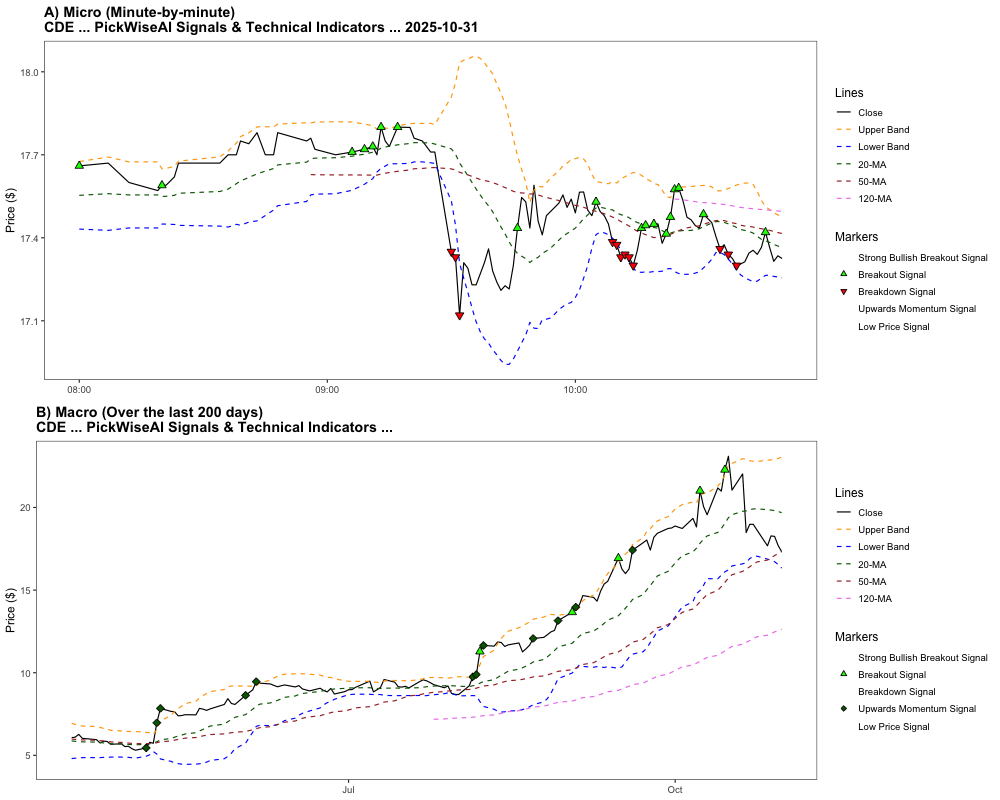 A) Micro (Minute-by-minute)
CDE ... PickWiseAI Signals & Technical Indicators ... 2025-10-31
Price ($)
18.0
17.7
17.4
17.1
08:00
09:00
10:00
Lines
Close
Upper Band
Lower Band
20-MA
50-MA
120-MA
Markers
Strong Bullish Breakout Signal
Breakout Signal
Breakdown Signal
Upwards Momentum Signal
Low Price Signal
B) Macro (Over the last 200 days)
CDE ... PickWiseAI Signals & Technical Indicators ...
Price ($)
20
15
10
5
Jul
Oct
Lines
Close
Upper Band
Lower Band
20-MA
50-MA
120-MA
Markers
Strong Bullish Breakout Signal
Breakout Signal
Breakdown Signal
Upwards Momentum Signal
Low Price Signal